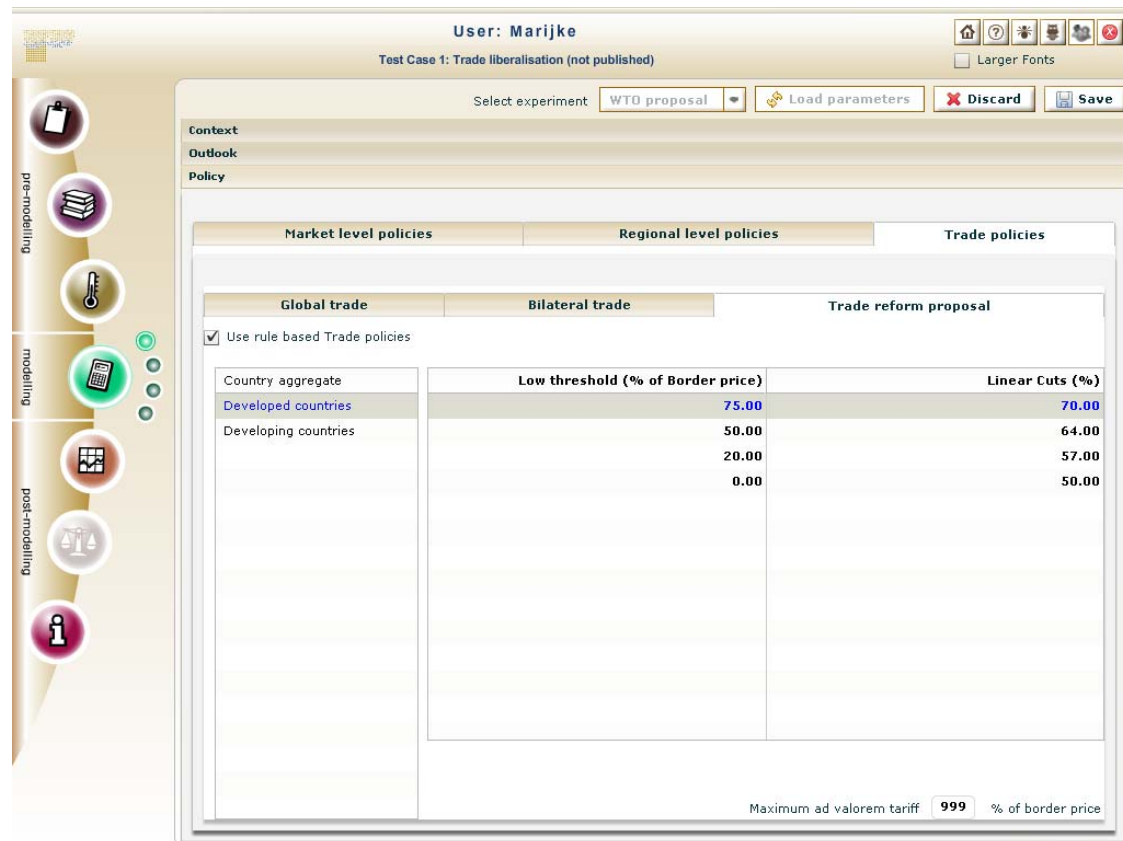 User: Marijke
Test Case 1: Trade liberalisation (not published)
Larger Fonts
Select experiment WTO proposal Load parameters Discard Save
Context
Outlook
Policy
pre-modelling
modelling
post-modelling
Market level policies Regional level policies Trade policies
Global trade Bilateral trade Trade reform proposal
Use rule based Trade policies
Country aggregate Low threshold (% of Border price) Linear Cuts (%)
Developed countries 75.00 70.00
Developing countries 50.00 64.00
20.00 57.00
0.00 50.00
Maximum ad valorem tariff 999 % of border price